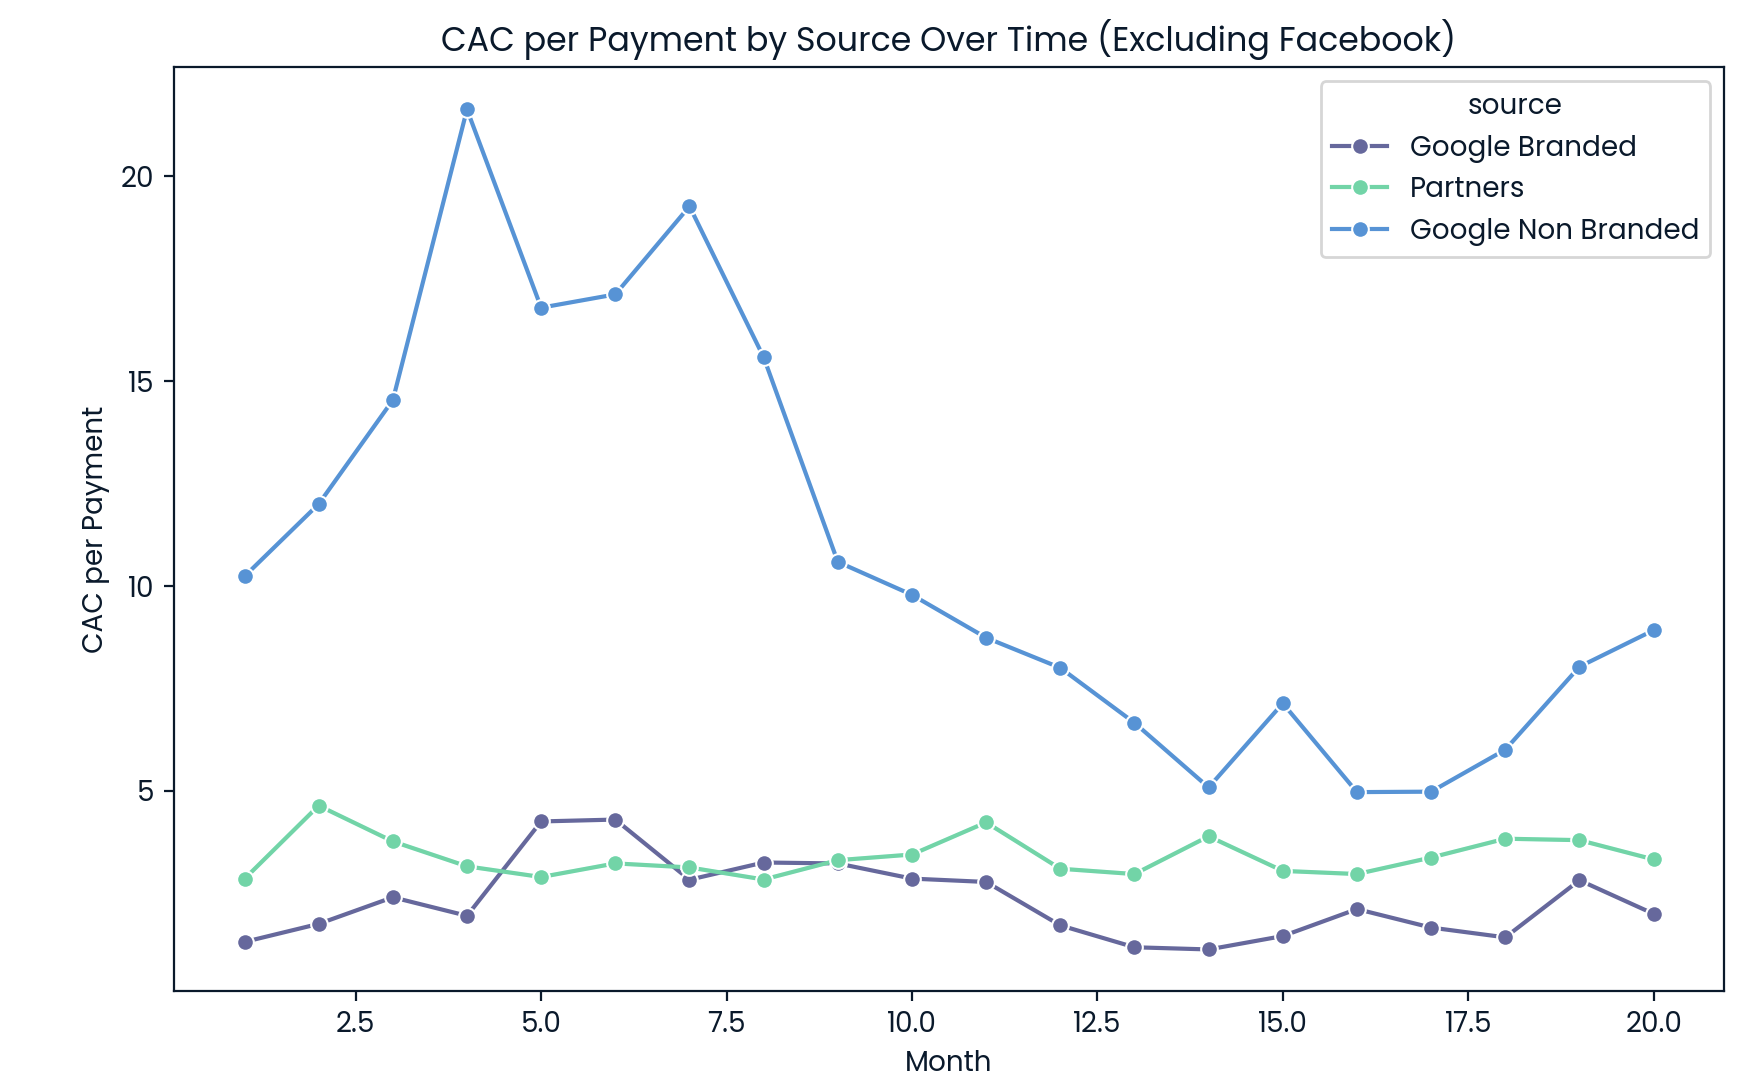 CAC per Payment by Source Over Time (Excluding Facebook)
source
Google Branded
Partners
Google Non Branded
CAC per Payment
20
15
10
5
2.5 5.0 7.5 10.0 12.5 15.0 17.5 20.0
Month